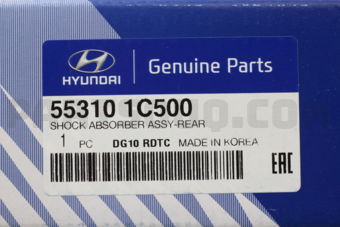 HYUNDAI
Genuine Parts
55310 1C500
SHOCK ABSORBER ASSY-REAR
1 PC DG10 RDTC MADE IN KOREA
EAC